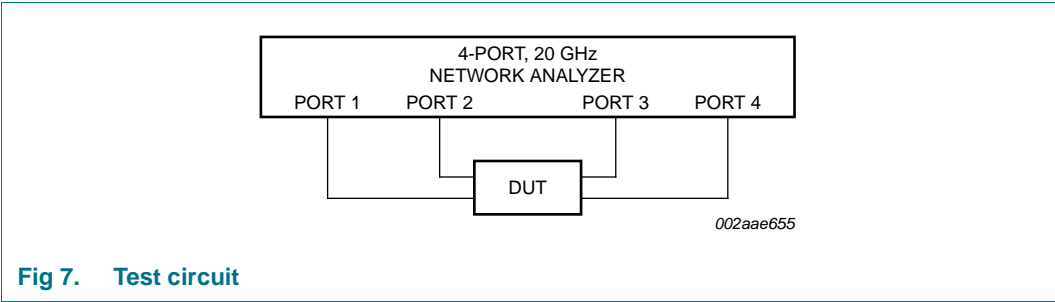 4-PORT, 20 GHz
NETWORK ANALYZER
PORT 1 PORT 2 PORT 3 PORT 4
DUT
002aae655
Fig 7. Test circuit